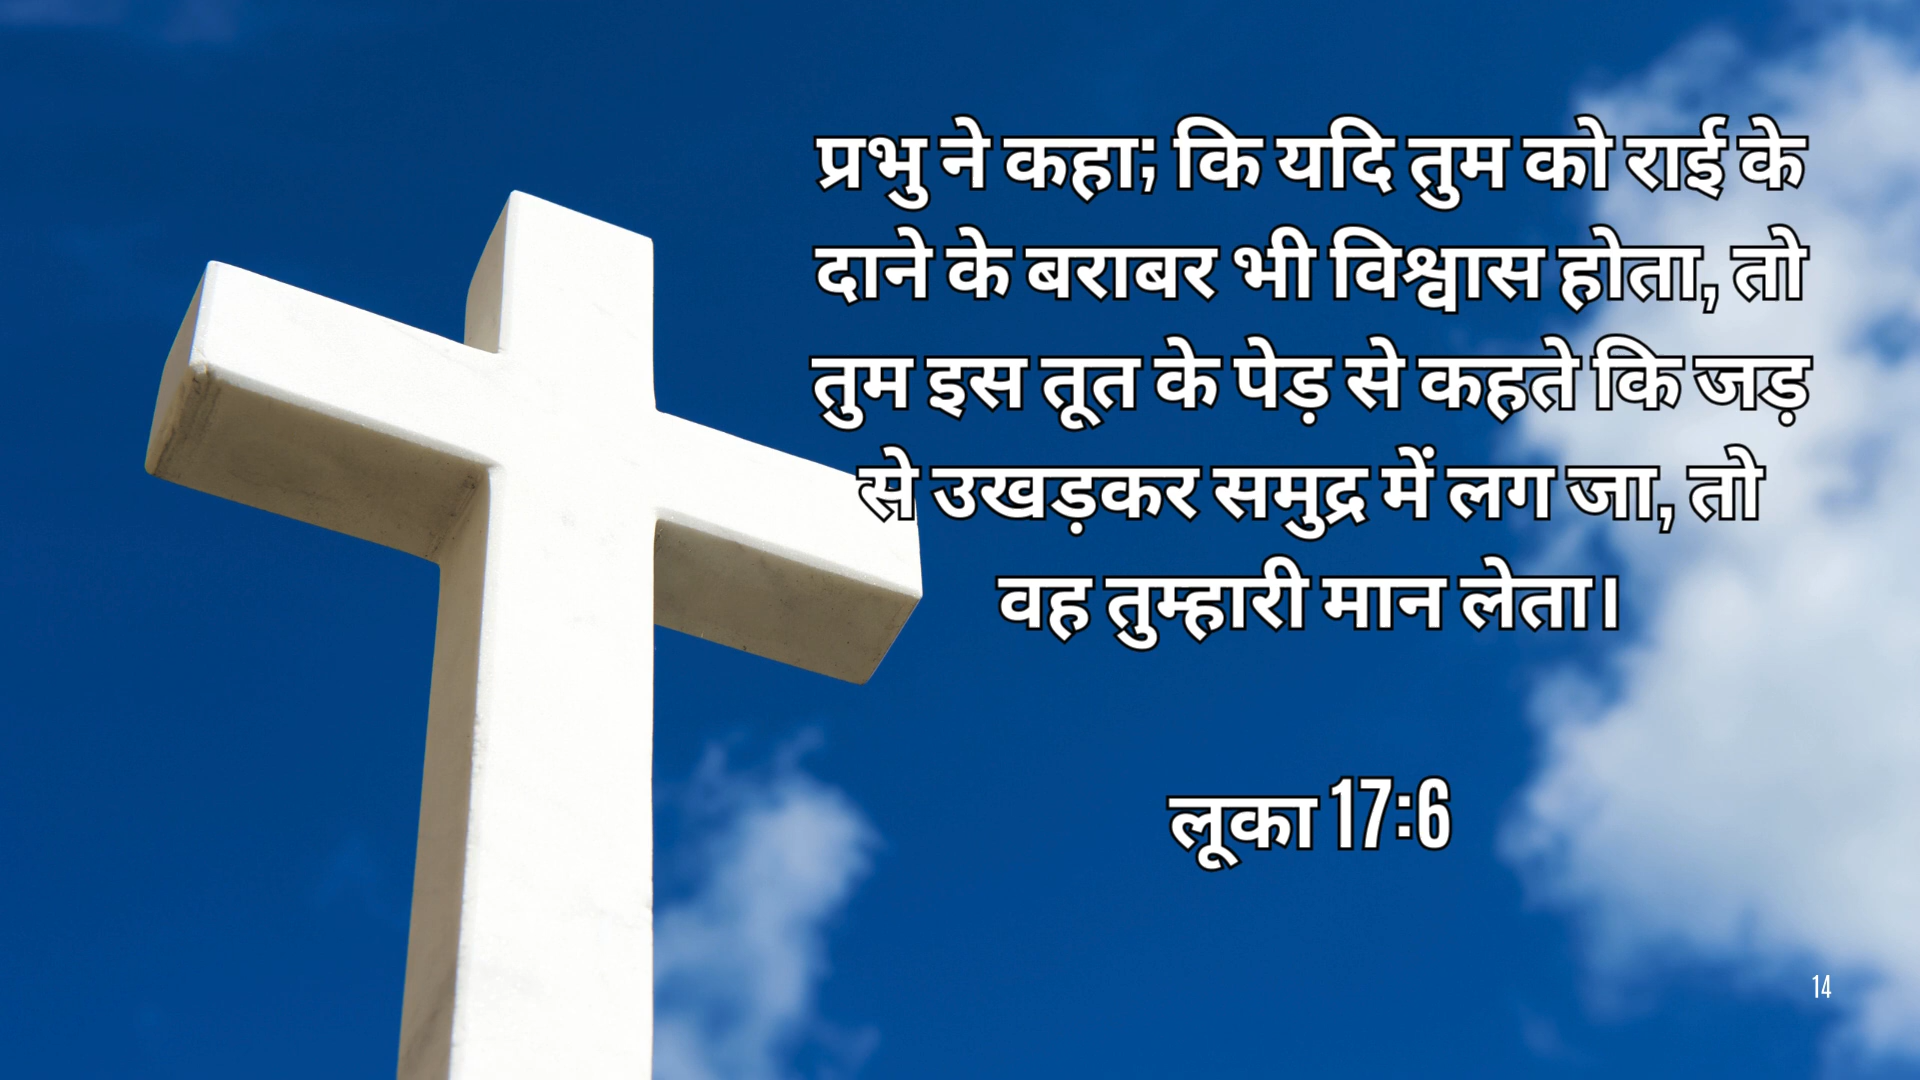 प्रभु ने कहा; कि यदि तुम को राई के
दाने के बराबर भी विश्वास होता, तो
तुम इस तूत के पेड़ से कहते कि जड़
से उखड़कर समुद्र में लग जा, तो
वह तुम्हारी मान लेता।
लूका 17:6
14